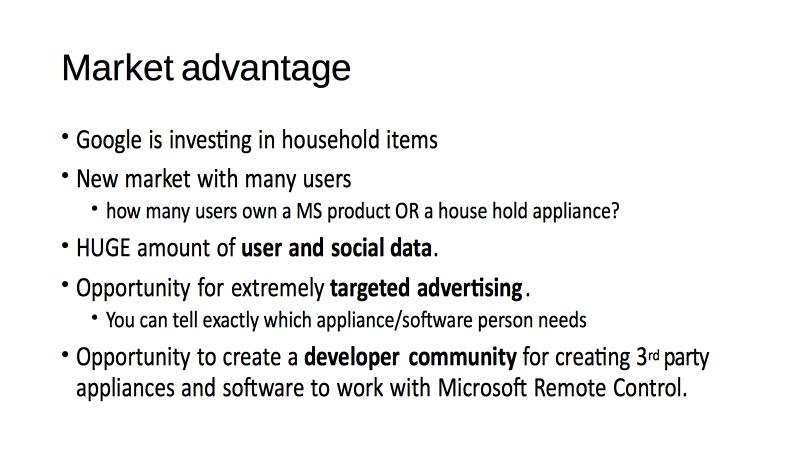 Market advantage
• Google is investing in household items
• New market with many users
• how many users own a MS product OR a house hold appliance?
• HUGE amount of user and social data.
• Opportunity for extremely targeted advertising.
• You can tell exactly which appliance/software person needs
• Opportunity to create a developer community for creating 3rd party
appliances and software to work with Microsoft Remote Control.